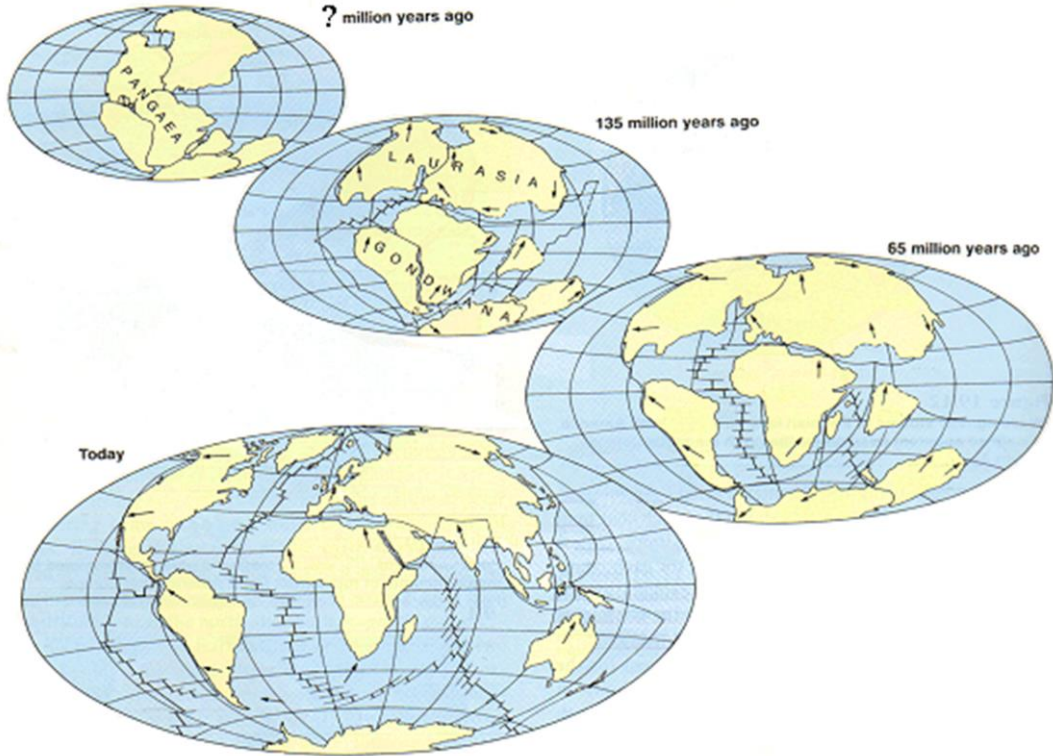 ? million years ago
PANGAEA
135 million years ago
LAURASIA
GONDWANA
65 million years ago
Today